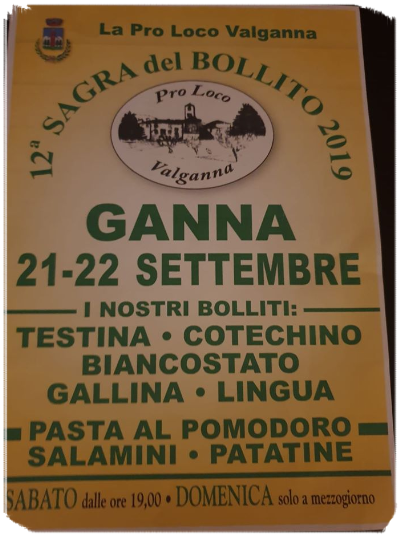 La Pro Loco Valganna
12ª SAGRA del BOLLITO 2019
Pro Loco
Valganna
GANNA
21-22 SETTEMBRE
I NOSTRI BOLLITI:
TESTINA • COTECHINO
BIANCOSTATO
GALLINA • LINGUA
PASTA AL POMODORO
SALAMINI • PATATINE
SABATO dalle ore 19,00 • DOMENICA solo a mezzogiorno